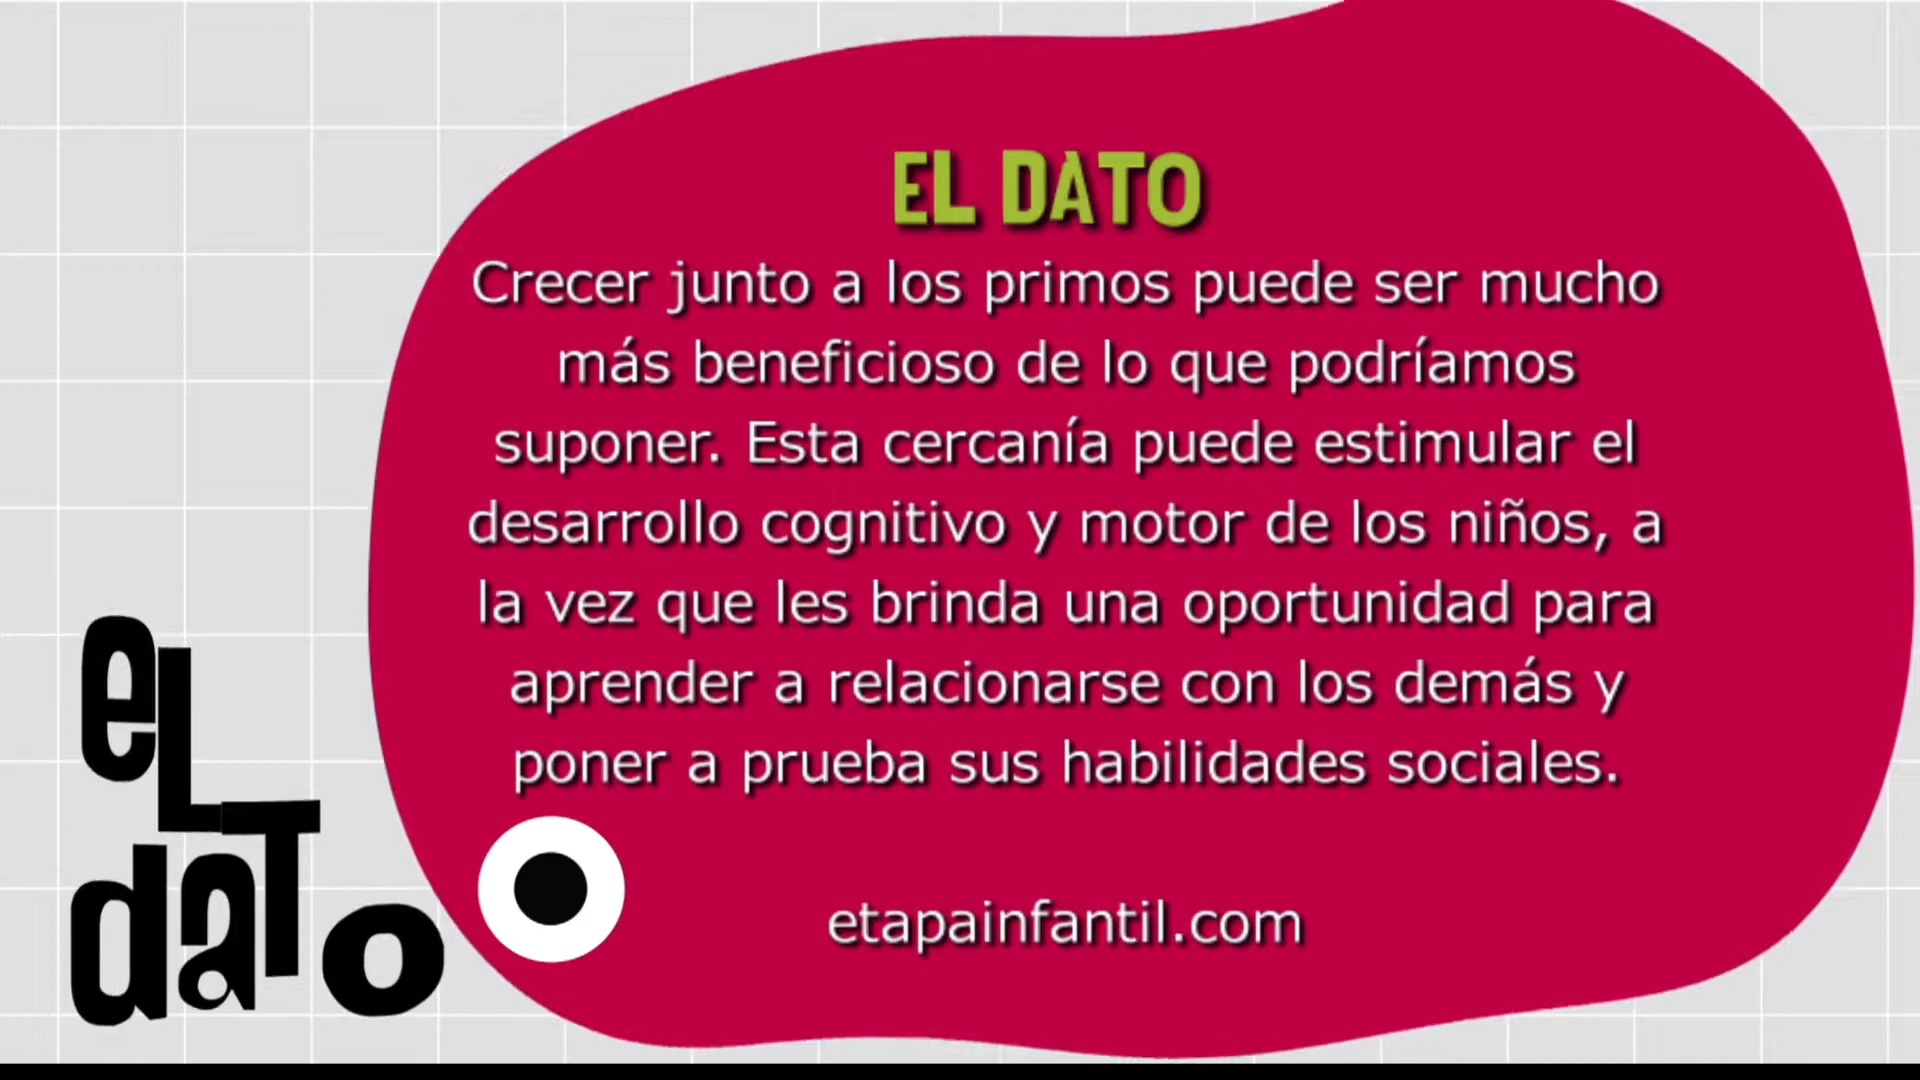 EL DATO
Crecer junto a los primos puede ser mucho
más beneficioso de lo que podríamos
suponer. Esta cercanía puede estimular el
desarrollo cognitivo y motor de los niños, a
la vez que les brinda una oportunidad para
aprender a relacionarse con los demás y
poner a prueba sus habilidades sociales.
etapainfantil.com
eL
daTo